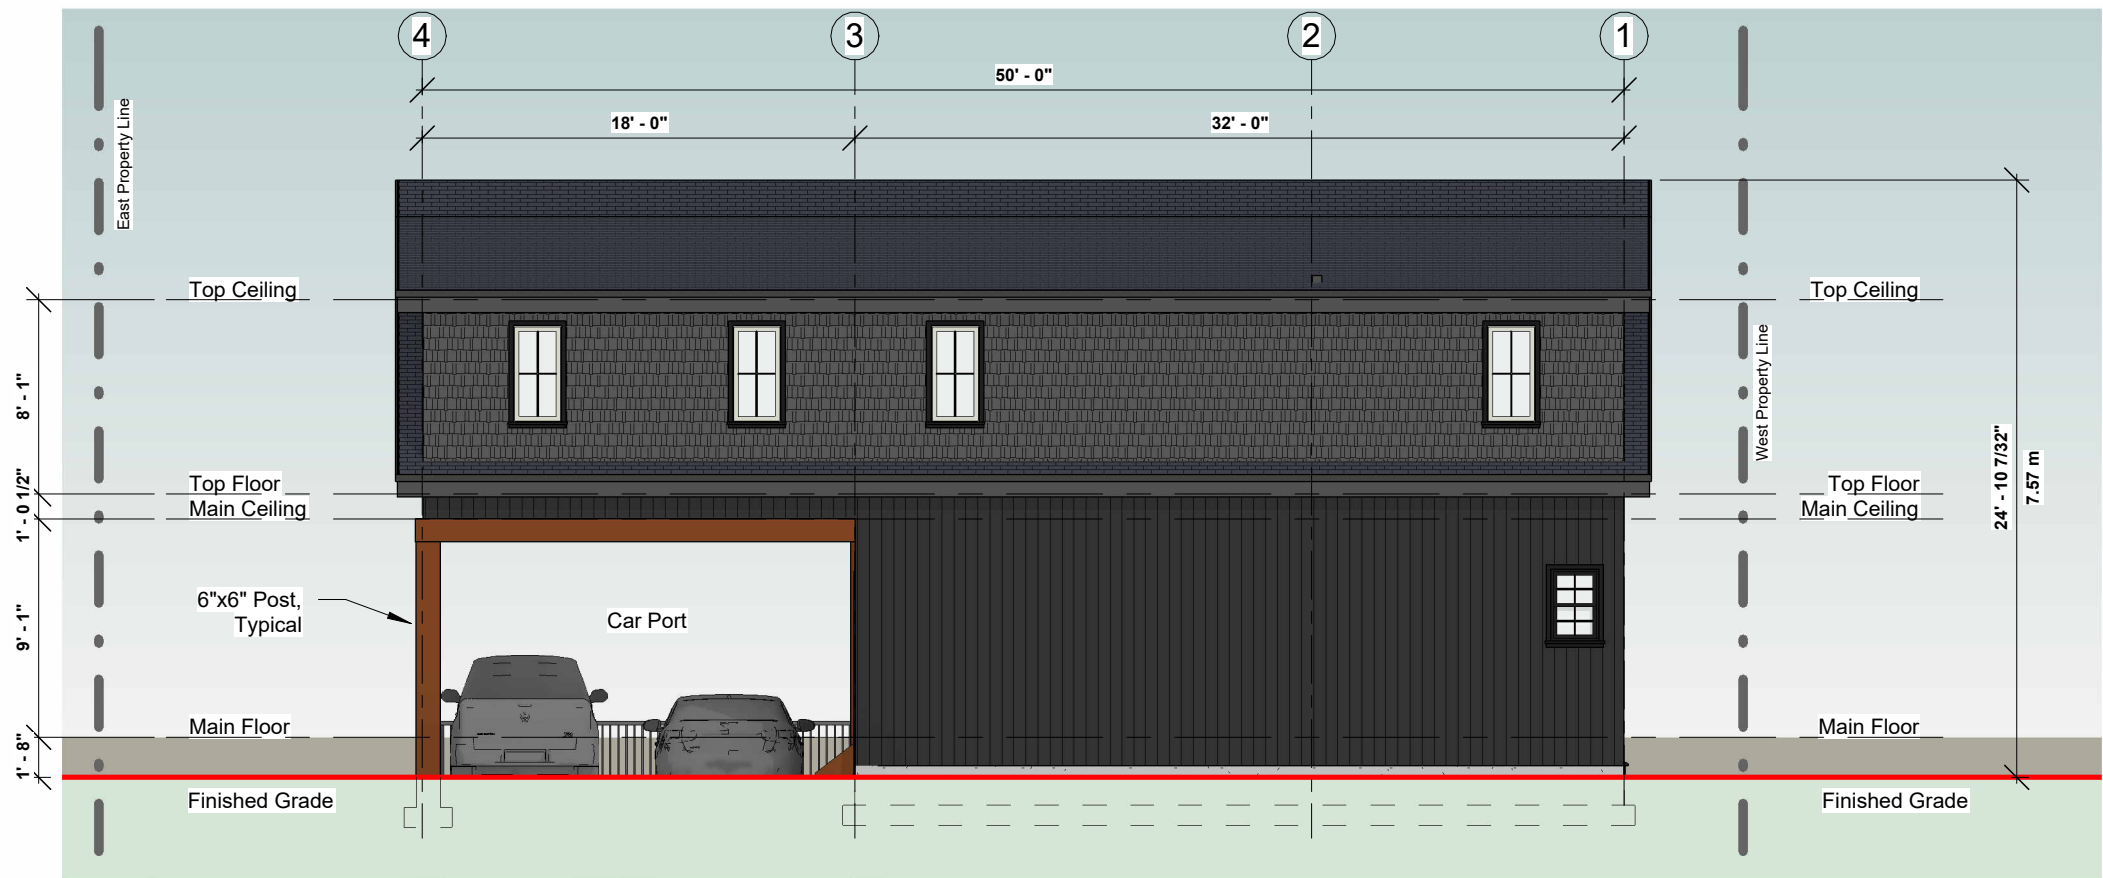 4
3
2
1
50' - 0"
18' - 0"
32' - 0"
East Property Line
Top Ceiling
Top Ceiling
West Property Line
8' - 1"
Top Floor
Top Floor
1' - 0 1/2"
Main Ceiling
Main Ceiling
24' - 10 7/32"
7.57 m
9' - 1"
6"x6" Post,
Typical
Car Port
Main Floor
Main Floor
1' - 8"
Finished Grade
Finished Grade